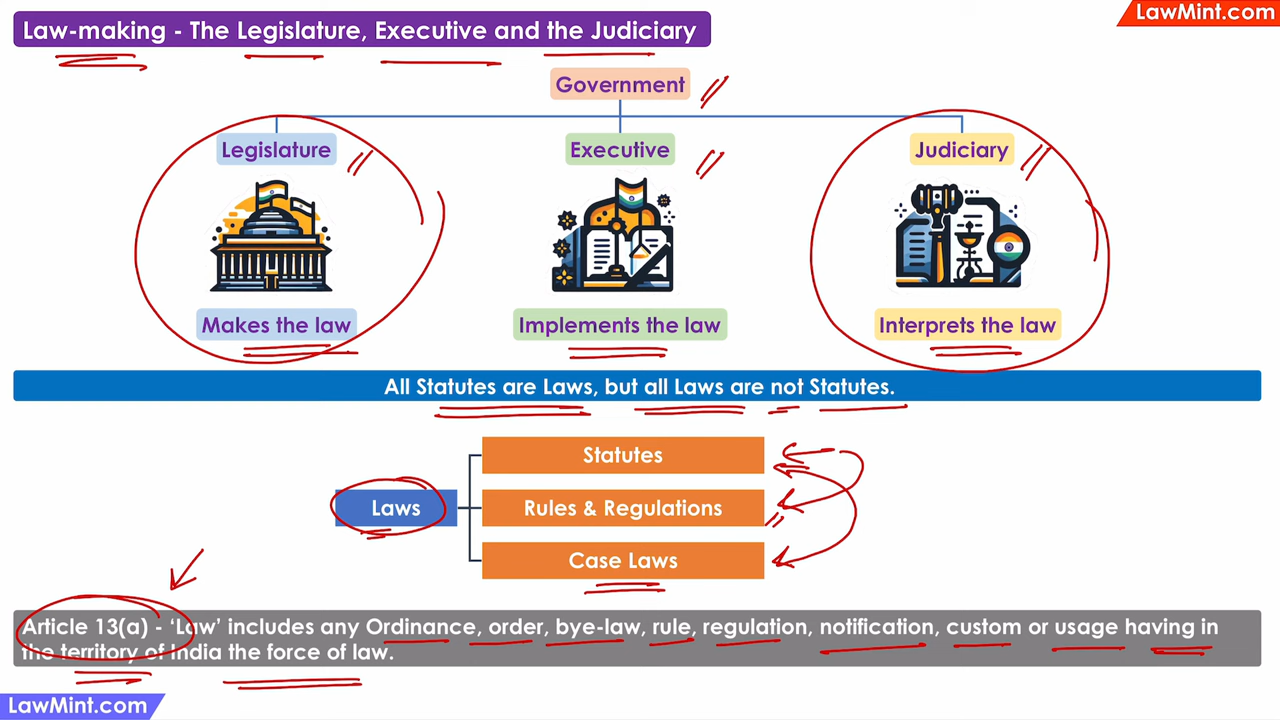 Law-making - The Legislature, Executive and the Judiciary
LawMint.com
Government
Legislature
Executive
Judiciary
Makes the law
Implements the law
Interprets the law
All Statutes are Laws, but all Laws are not Statutes.
Statutes
Laws
Rules & Regulations
Case Laws
Article 13(a) - ‘Law’ includes any Ordinance, order, bye-law, rule, regulation, notification, custom or usage having in
the territory of India the force of law.
LawMint.com